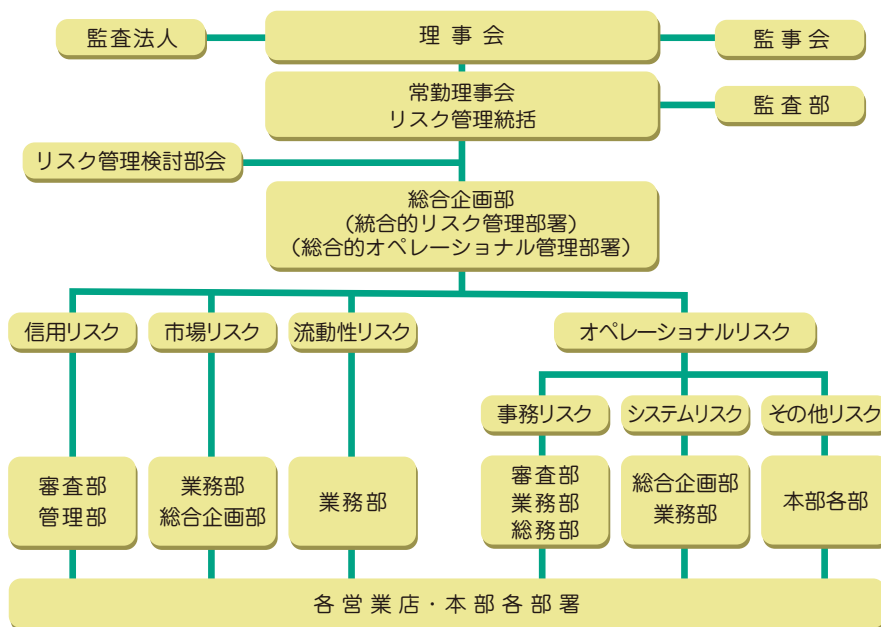 監査法人
理事会
監事会
常勤理事会
リスク管理統括
監査部
リスク管理検討部会
総合企画部
(統合的リスク管理部署)
(総合的オペレーショナル管理部署)
信用リスク
市場リスク
流動性リスク
オペレーショナルリスク
事務リスク
システムリスク
その他リスク
審査部
管理部
業務部
総合企画部
業務部
審査部
業務部
総務部
総合企画部
業務部
本部各部
各営業店・本部各部署